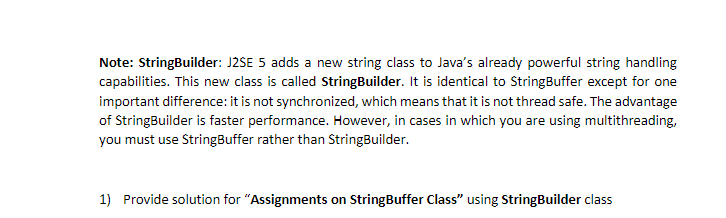 Note: StringBuilder: J2SE 5 adds a new string class to Java’s already powerful string handling
capabilities. This new class is called StringBuilder. It is identical to StringBuffer except for one
important difference: it is not synchronized, which means that it is not thread safe. The advantage
of StringBuilder is faster performance. However, in cases in which you are using multithreading,
you must use StringBuffer rather than StringBuilder.
1) Provide solution for “Assignments on StringBuffer Class” using StringBuilder class